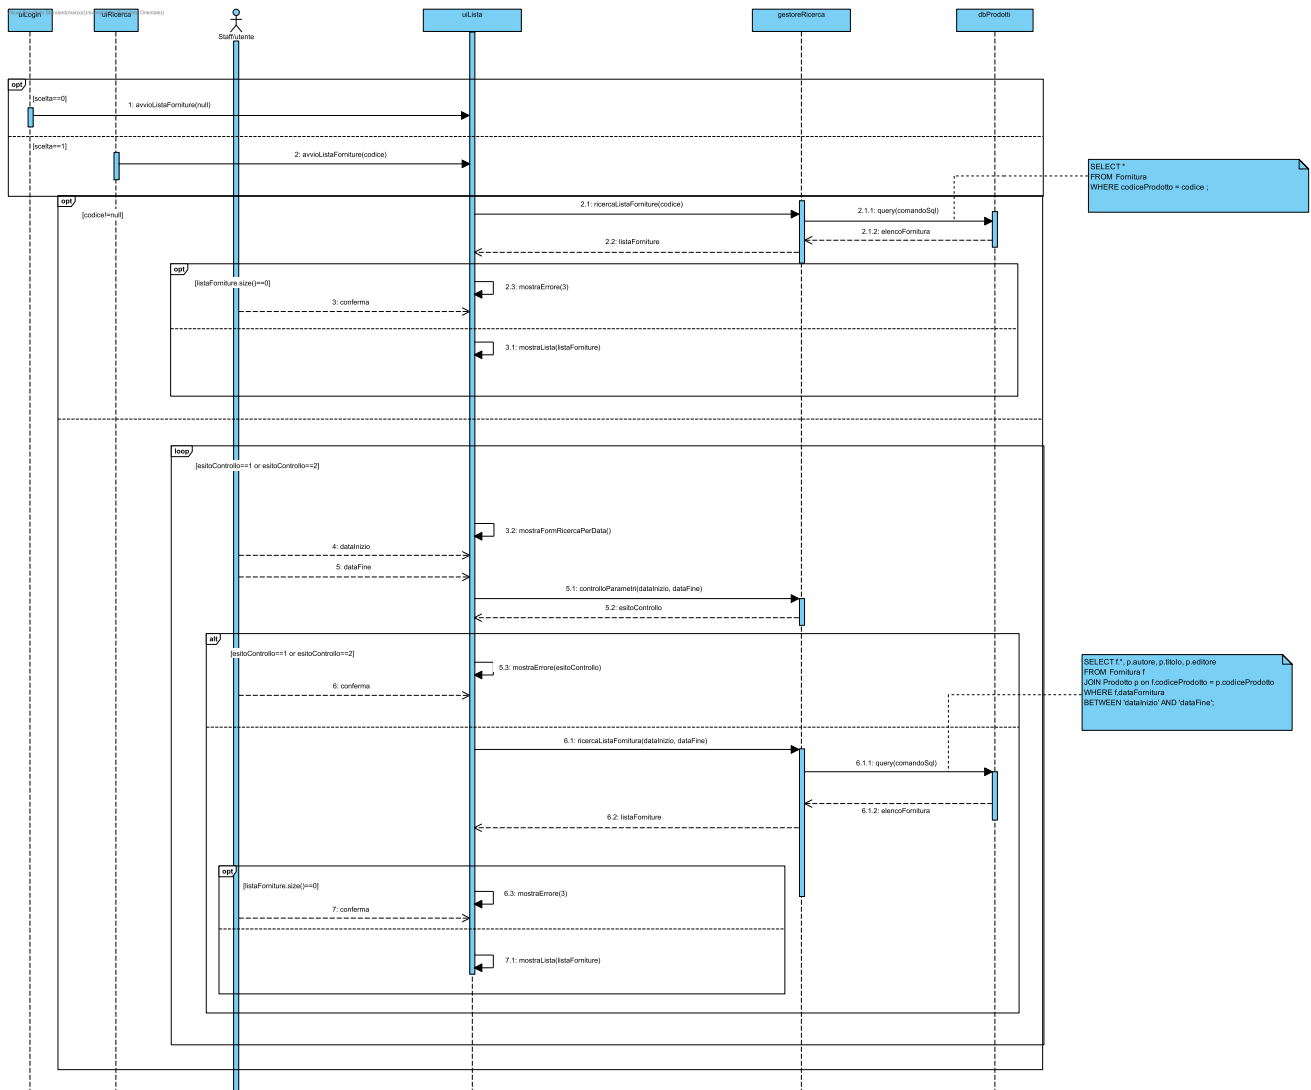 uiLogin
uiRicerca
Staff/utente
uiLista
gestoreRicerca
dbProdotti
opt
[scelta==0]
1: avvioListaForniture(null)
[scelta==1]
2: avvioListaForniture(codice)
SELECT *
FROM Fornitura
WHERE codiceProdotto = codice ;
opt
[codice!=null]
2.1: ricercaListaForniture(codice)
2.1.1: query(comandoSql)
2.1.2: elencoFornitura
2.2: listaForniture
opt
[listaForniture.size()==0]
2.3: mostraErrore(3)
3: conferma
3.1: mostraLista(listaForniture)
loop
[esitoControllo==1 or esitoControllo==2]
3.2: mostraFormRicercaPerData()
4: dataInizio
5: dataFine
5.1: controlloParametri(dataInizio, dataFine)
5.2: esitoControllo
alt
[esitoControllo==1 or esitoControllo==2]
5.3: mostraErrore(esitoControllo)
6: conferma
SELECT f.*, p.autore, p.titolo, p.editore
FROM Fornitura f
JOIN Prodotto p on f.codiceProdotto = p.codiceProdotto
WHERE f,dataFornitura
BETWEEN 'dataInizio' AND 'dataFine';
6.1: ricercaListaFornitura(dataInizio, dataFine)
6.1.1: query(comandoSql)
6.1.2: elencoFornitura
6.2: listaForniture
opt
[listaForniture.size()==0]
6.3: mostraErrore(3)
7: conferma
7.1: mostraLista(listaForniture)